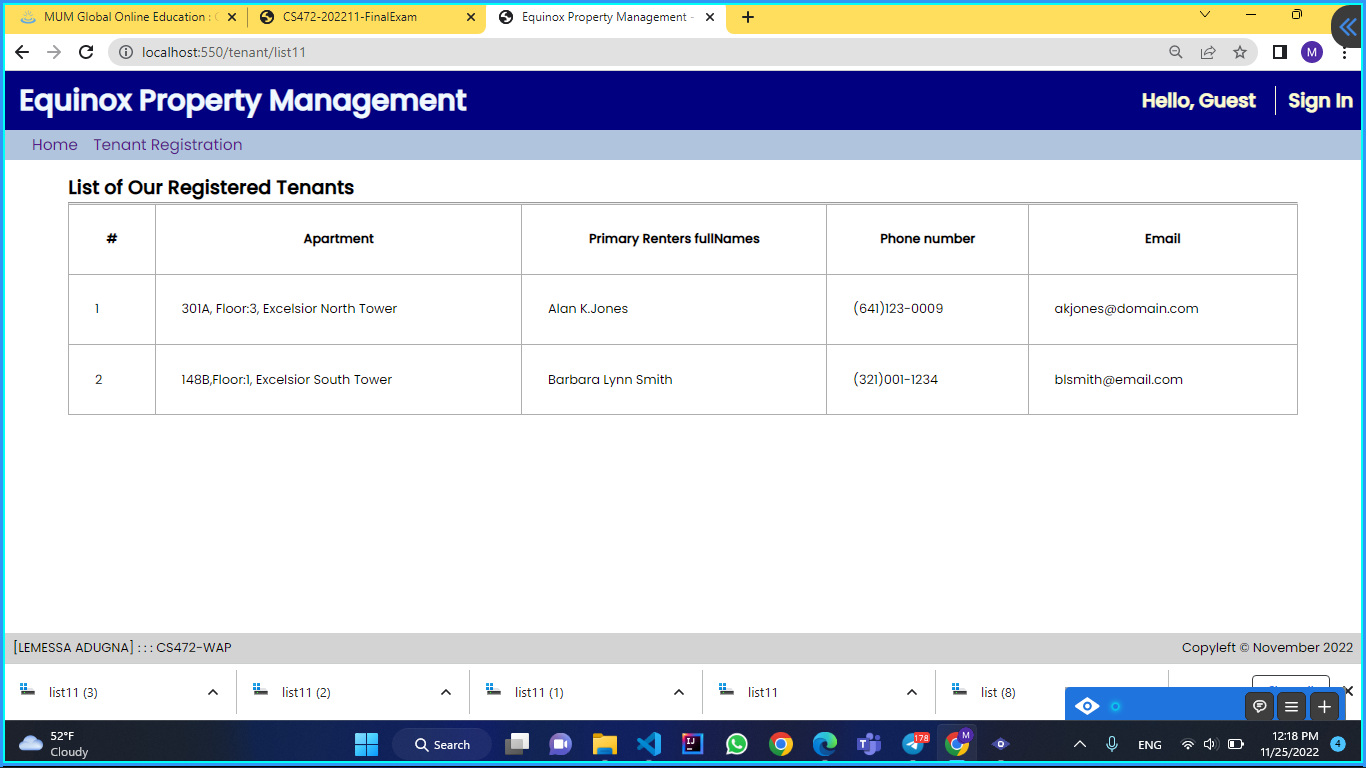 MUM Global Online Education :
CS472-202211-FinalExam
Equinox Property Management -
localhost:550/tenant/list11
M
Equinox Property Management
Hello, Guest
Sign In
Home
Tenant Registration
List of Our Registered Tenants
# Apartment Primary Renters fullNames Phone number Email
1 301A, Floor:3, Excelsior North Tower Alan K.Jones (641)123-0009 akjones@domain.com
2 148B,Floor:1, Excelsior South Tower Barbara Lynn Smith (321)001-1234 blsmith@email.com
[LEMESSA ADUGNA] : : : CS472-WAP
Copyleft © November 2022
list11 (3)
list11 (2)
list11 (1)
list11
list (8)
52°F
Cloudy
Search
178
M
ENG
12:18 PM
11/25/2022
4